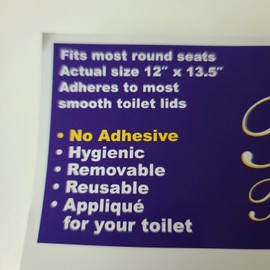 Fits most round seats
Actual size 12" x 13.5"
Adheres to most
smooth toilet lids
• No Adhesive
• Hygienic
• Removable
• Reusable
• Appliqué
for your toilet